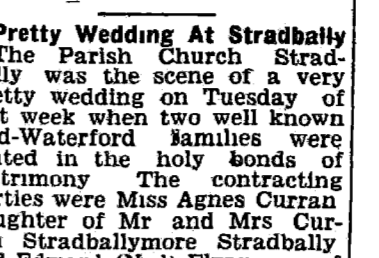 Pretty Wedding At Stradbally
The Parish Church Strad-
lly was the scene of a very
etty wedding on Tuesday of
t week when two well known
d-Waterford families were
ited in the holy bonds of
trimony The contracting
rties were Miss Agnes Curran
ughter of Mr and Mrs Cur-
Stradballymore Stradbally